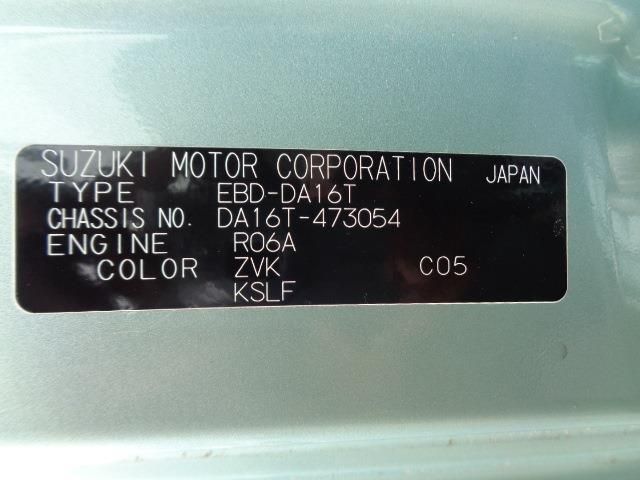 SUZUKI MOTOR CORPORATION JAPAN
TYPE EBD-DA16T
CHASSIS NO. DA16T-473054
ENGINE R06A
COLOR ZVK C05
KSLF